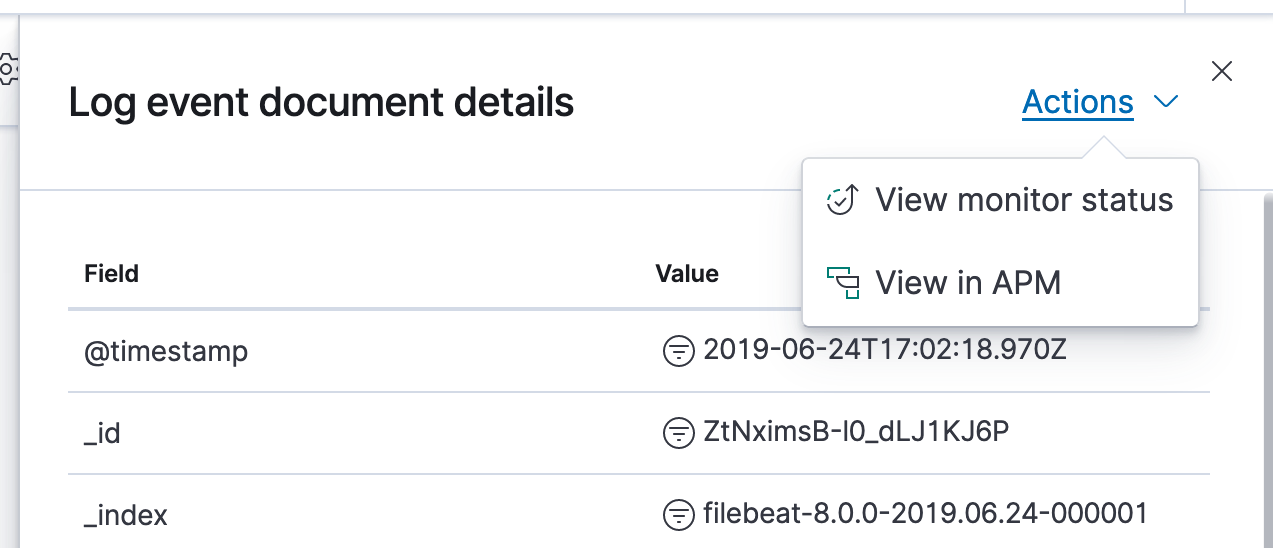 Log event document details
Actions
View monitor status
View in APM
Field Value
@timestamp 2019-06-24T17:02:18.970Z
_id ZtNximsB-l0_dLJ1KJ6P
_index filebeat-8.0.0-2019.06.24-000001